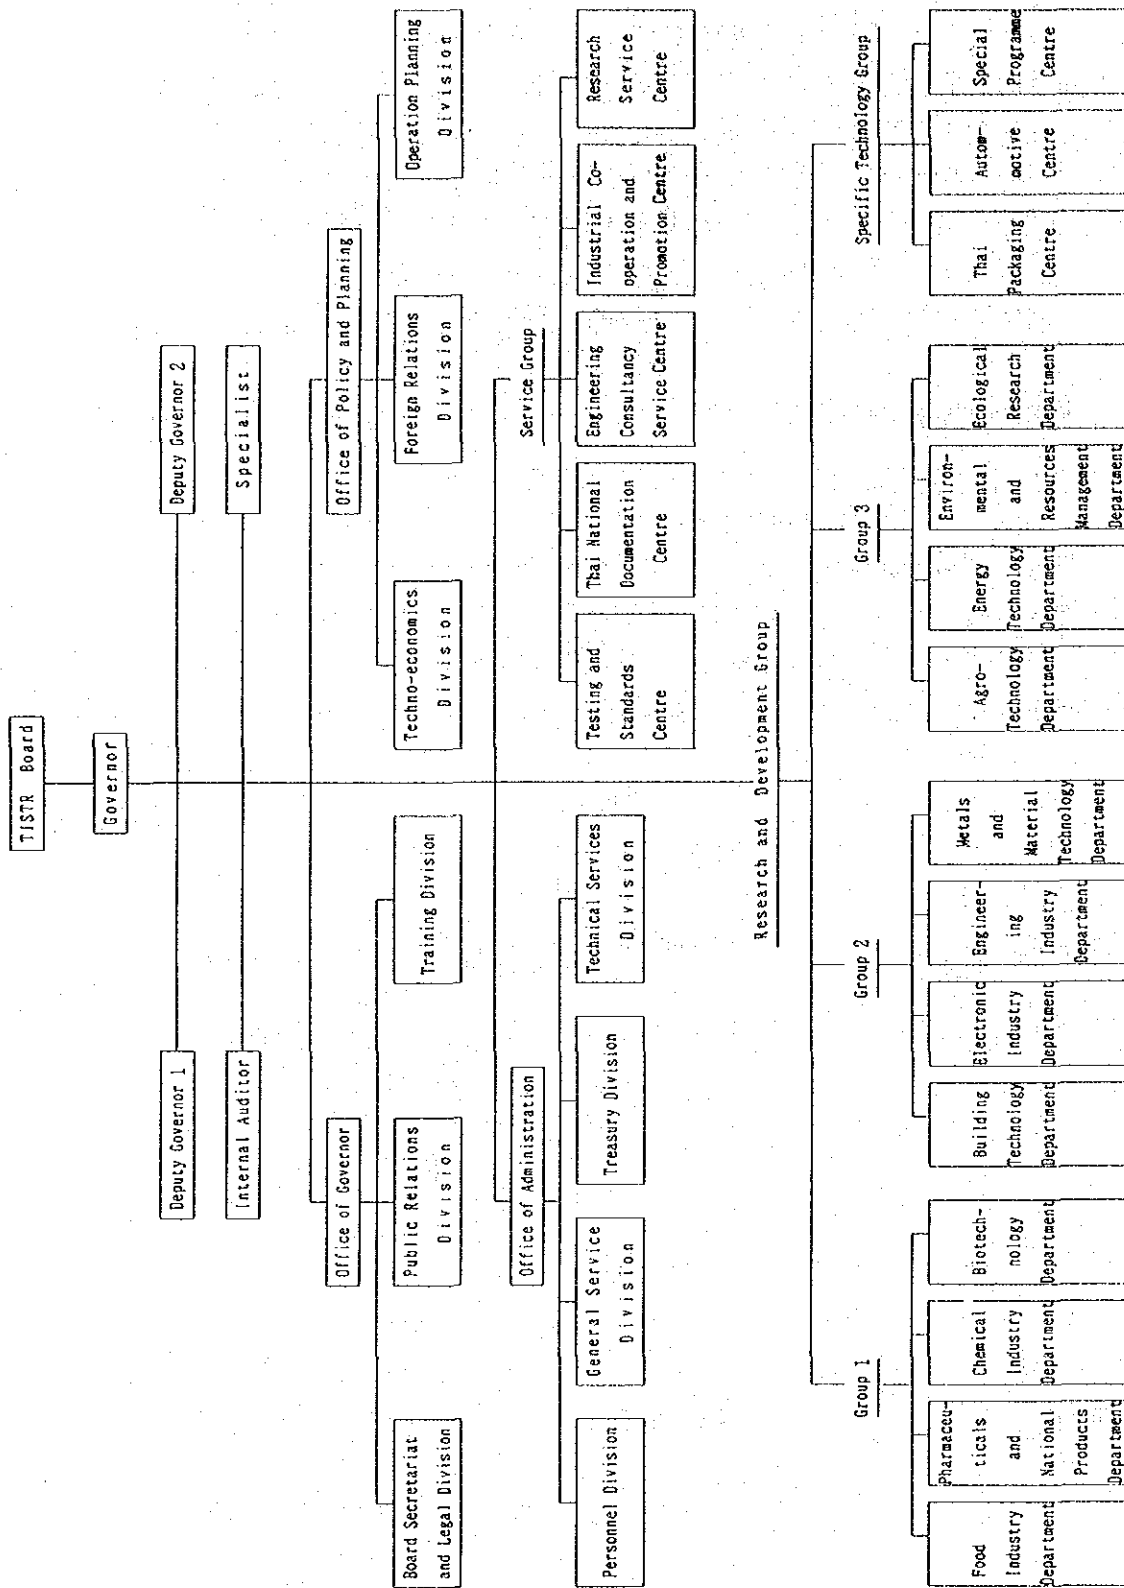 TISTR Board
Governor
Deputy Governor 1
Deputy Governor 2
Internal Auditor
Specialist
Office of Governor
Office of Policy and Planning
Board Secretariat
and Legal Division
Public Relations
Division
Training Division
Techno-economics
Division
Foreign Relations
Division
Operation Planning
Division
Office of Administration
Service Group
Personnel Division
General Service
Division
Treasury Division
Technical Services
Division
Testing and
Standards
Centre
Thai National
Documentation
Centre
Engineering
Consultancy
Service Centre
Industrial Co-
operation and
Promotion Centre
Research
Service
Centre
Research and Development Group
Group 1
Group 2
Group 3
Specific Technology Group
Food
Industry
Department
Pharmaceu-
ticals
and
National
Products
Department
Chemical
Industry
Department
Biotech-
nology
Department
Building
Technology
Department
Electronic
Industry
Department
Engineer-
ing
Industry
Department
Metals
and
Material
Technology
Department
Agro-
Technology
Department
Energy
Technology
Department
Environ-
mental
and
Resources
Management
Department
Ecological
Research
Department
Thai
Packaging
Centre
Autom-
motive
Centre
Special
Programme
Centre